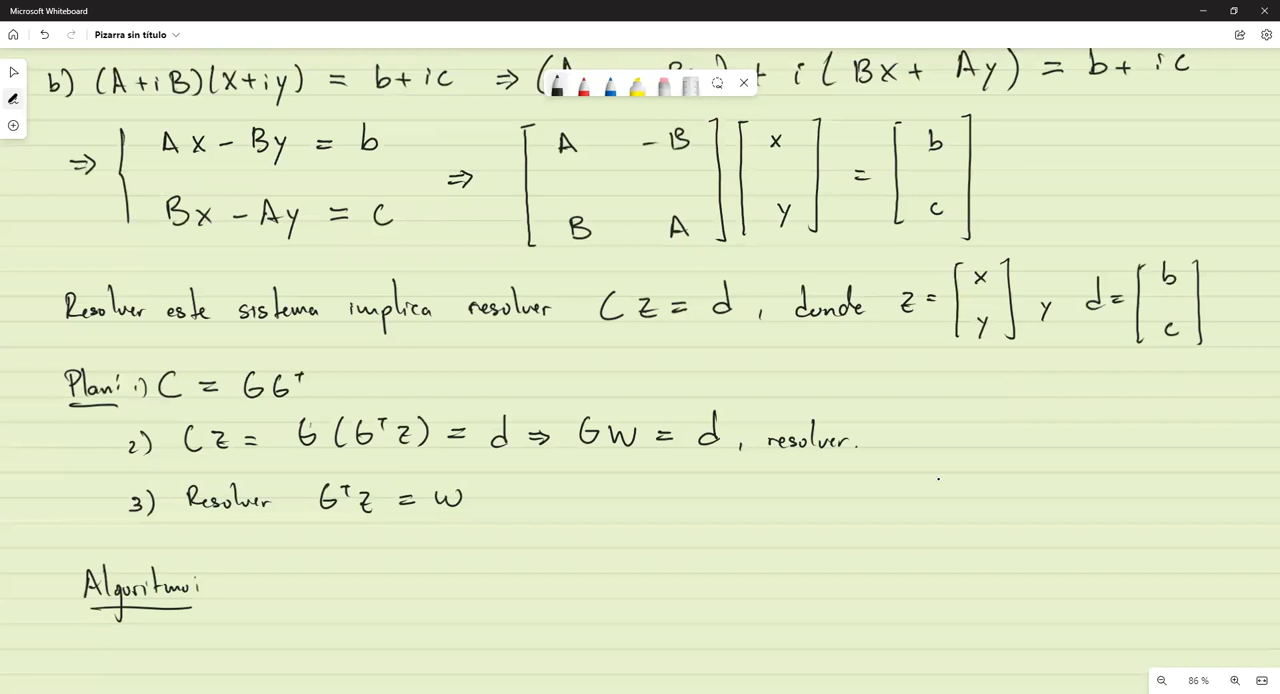 Microsoft Whiteboard
Pizarra sin título
b) (A+iB)(x+iy) = b+ic ⇒ (A + i(Bx + Ay) = b+ ic
⇒ { Ax - By = b
Bx - Ay = c
⇒ [ A -B
B A ] [ x
y ] = [ b
c ]
Resolver este sistema implica resolver Cz = d, donde z = [ x
y ] y d = [ b
c ]
Plan: 1) C = GGᵀ
2) Cz = G(Gᵀz) = d ⇒ Gw = d, resolver.
3) Resolver Gᵀz = w
Algoritmo:
86 %